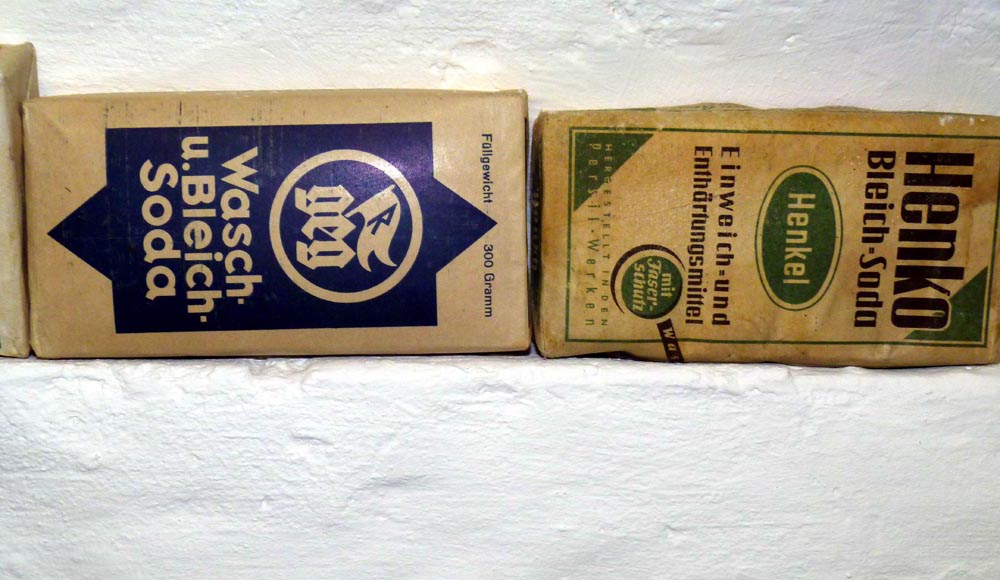 Füllgewicht 300 Gramm
Wasch-
u. Bleich-
Soda
Henko
Bleich-Soda
Henkel
Einweich-und
Enthärtungsmittel
mit
Faser-
schutz
HERGESTELLT IN DEN
Persil-Werken